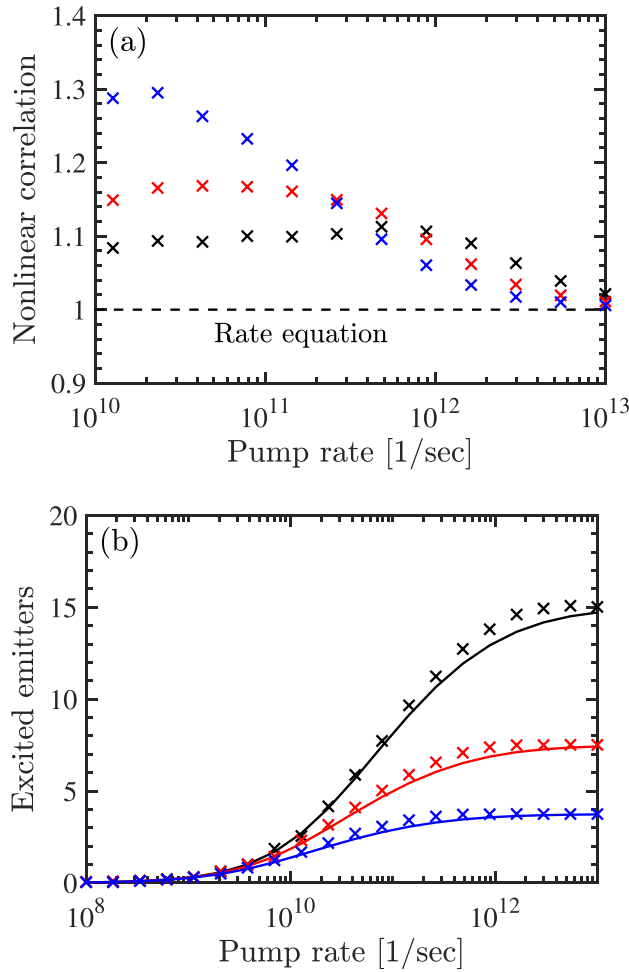 (a)
Nonlinear correlation
1.4
1.3
1.2
1.1
1
0.9
Rate equation
10^10 10^11 10^12 10^13
Pump rate [1/sec]
(b)
Excited emitters
20
15
10
5
0
10^8 10^10 10^12
Pump rate [1/sec]